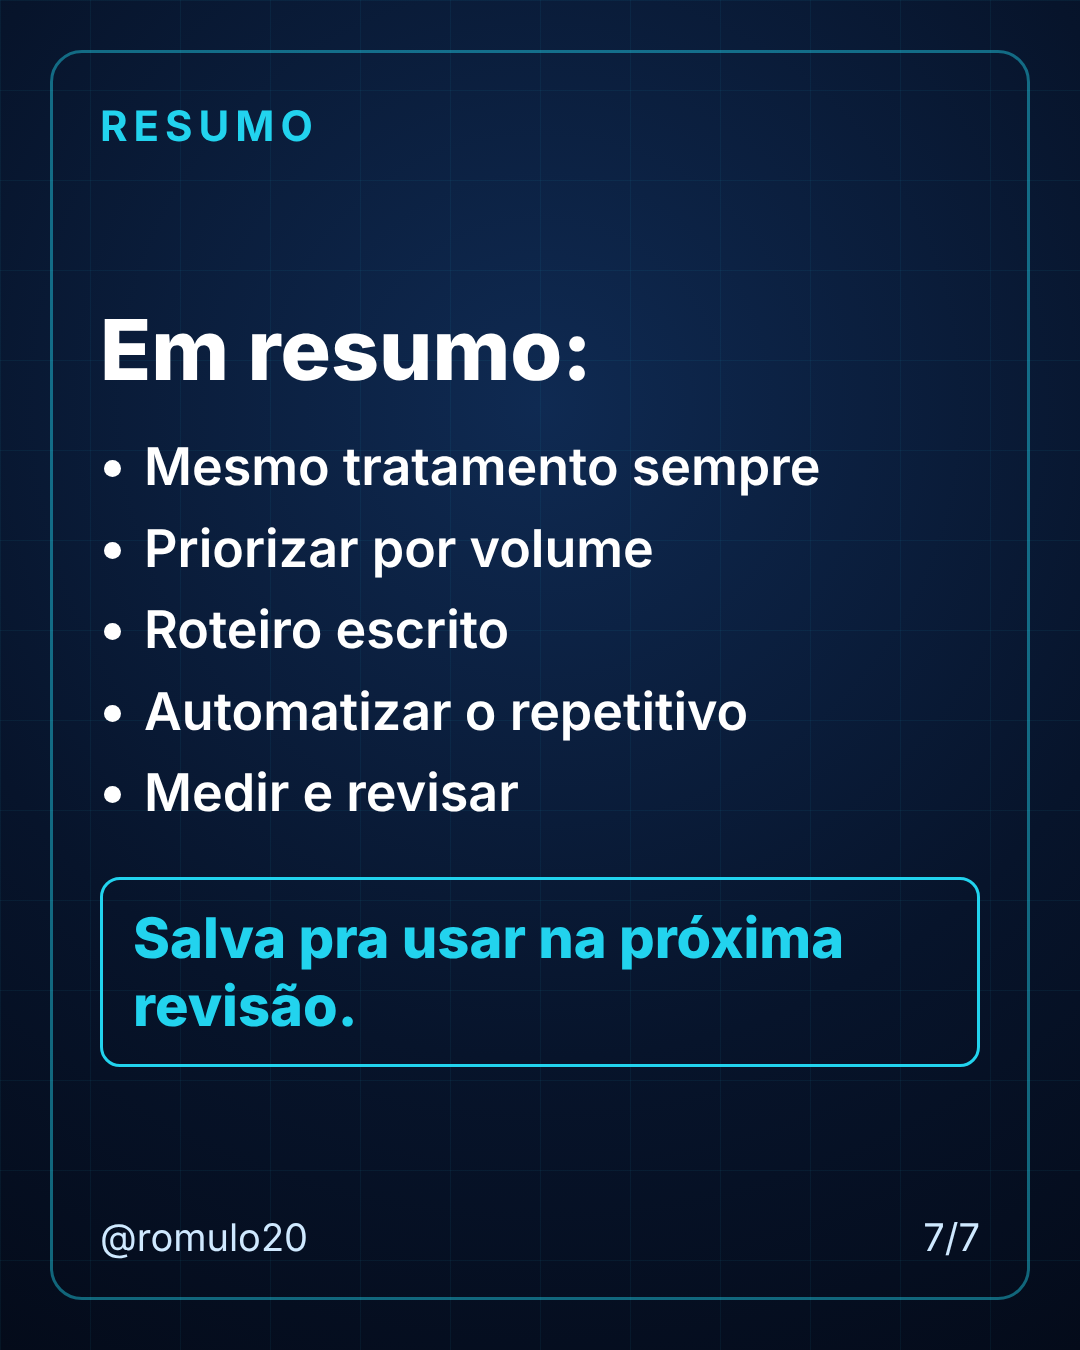 RESUMO
Em resumo:
• Mesmo tratamento sempre
• Priorizar por volume
• Roteiro escrito
• Automatizar o repetitivo
• Medir e revisar
Salva pra usar na próxima
revisão.
@romulo20
7/7